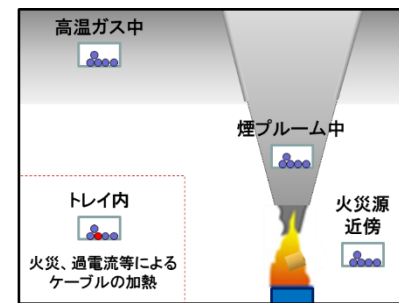 高温ガス中
煙プルーム中
トレイ内
火災、過電流等による
ケーブルの加熱
火災源
近傍